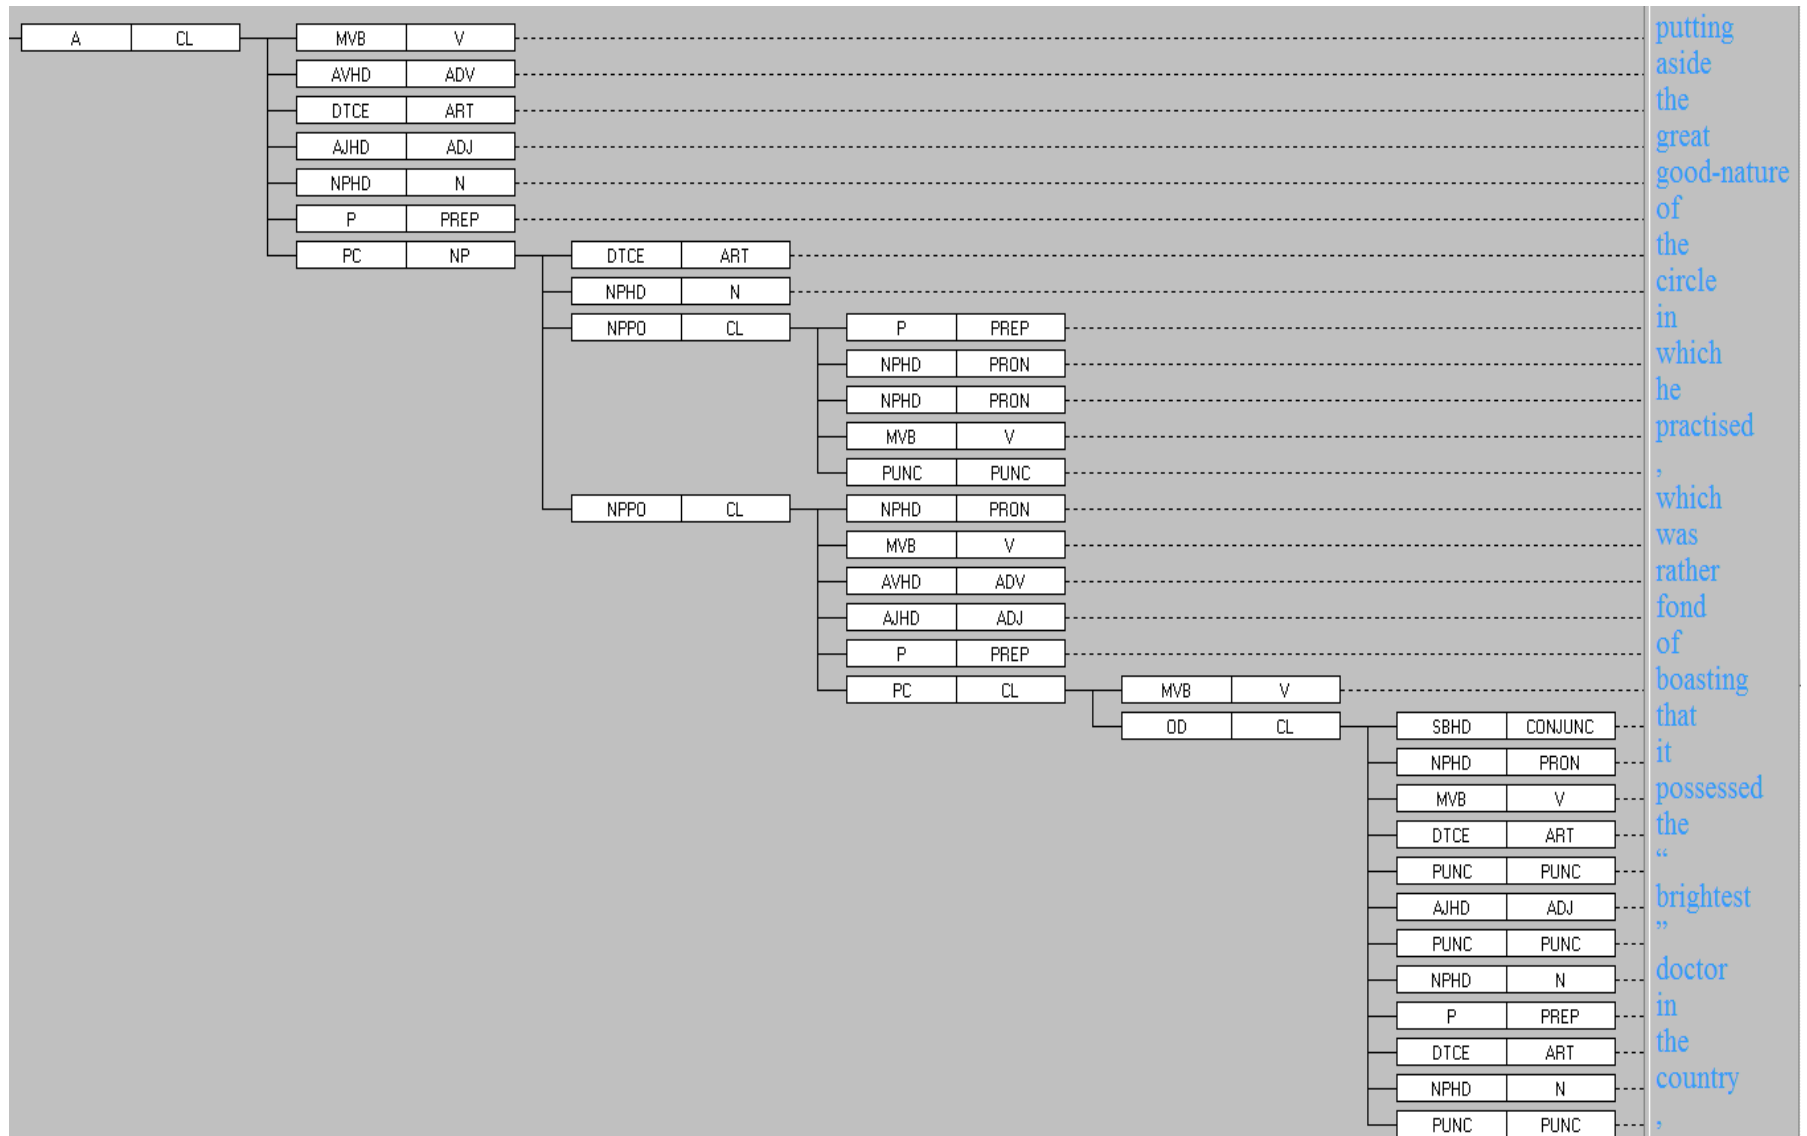 A CL MVB V putting
AVHD ADV aside
DTCE ART the
AJHD ADJ great
NPHD N good-nature
P PREP of
PC NP DTCE ART the
NPHD N circle
NPPO CL P PREP in
NPHD PRON which
NPHD PRON he
MVB V practised
PUNC PUNC ,
NPPO CL NPHD PRON which
MVB V was
AVHD ADV rather
AJHD ADJ fond
P PREP of
PC CL MVB V boasting
OD CL SBHD CONJUNC that
NPHD PRON it
MVB V possessed
DTCE ART the
PUNC PUNC “
AJHD ADJ brightest
PUNC PUNC ”
NPHD N doctor
P PREP in
DTCE ART the
NPHD N country
PUNC PUNC ,